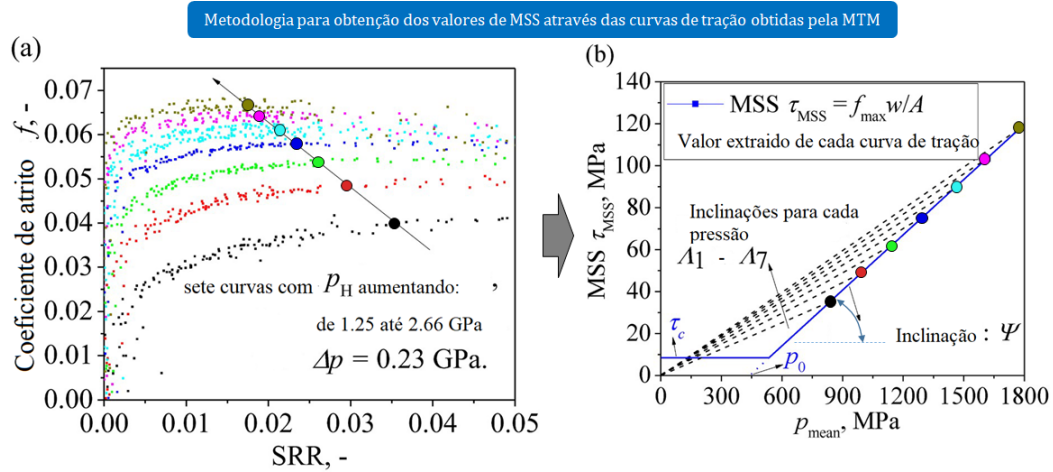 Metodologia para obtenção dos valores de MSS através das curvas de tração obtidas pela MTM
(a)
Coeficiente de atrito f, -
0.07
0.06
0.05
0.04
0.03
0.02
0.01
0.00
sete curvas com pH aumentando: ,
de 1.25 até 2.66 GPa
Δp = 0.23 GPa.
0.00 0.01 0.02 0.03 0.04 0.05
SRR, -
(b)
MSS τMSS, MPa
140
120
100
80
60
40
20
0
MSS τMSS = fmax w/A
Valor extraido de cada curva de tração
Inclinações para cada
pressão
Λ1 - Λ7
τc
p0
Inclinação : Ψ
0 300 600 900 1200 1500 1800
pmean, MPa